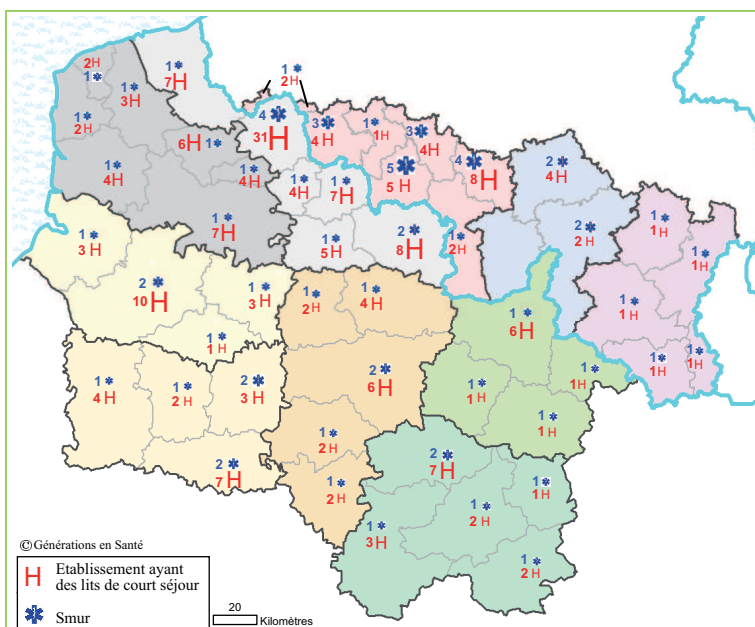 1
2H
2H
1
1
3H
1
7H
1
2H
6H 1
1
4H
1
4H
1
7H
4
31H
3
4H
1
1H
3
4H
5
5 H
4
8H
1
4H
1
7H
1
5H
2
8H
1
2H
2
4H
2
2 H
1
1H
1
1H
1
1H
1
1H
1
1H
1
3H
2
10H
1
3H
1
1H
1
2H
1
4H
1
6H
1
4H
1
2 H
2
3H
2
6H
1
1H
1
1H
1
1H
2
7H
1
2H
1
2H
2
7H
1
1H
1
2 H
1
3H
1
2H
©Générations en Santé
H Etablissement ayant
des lits de court séjour
Smur
20
Kilomètres